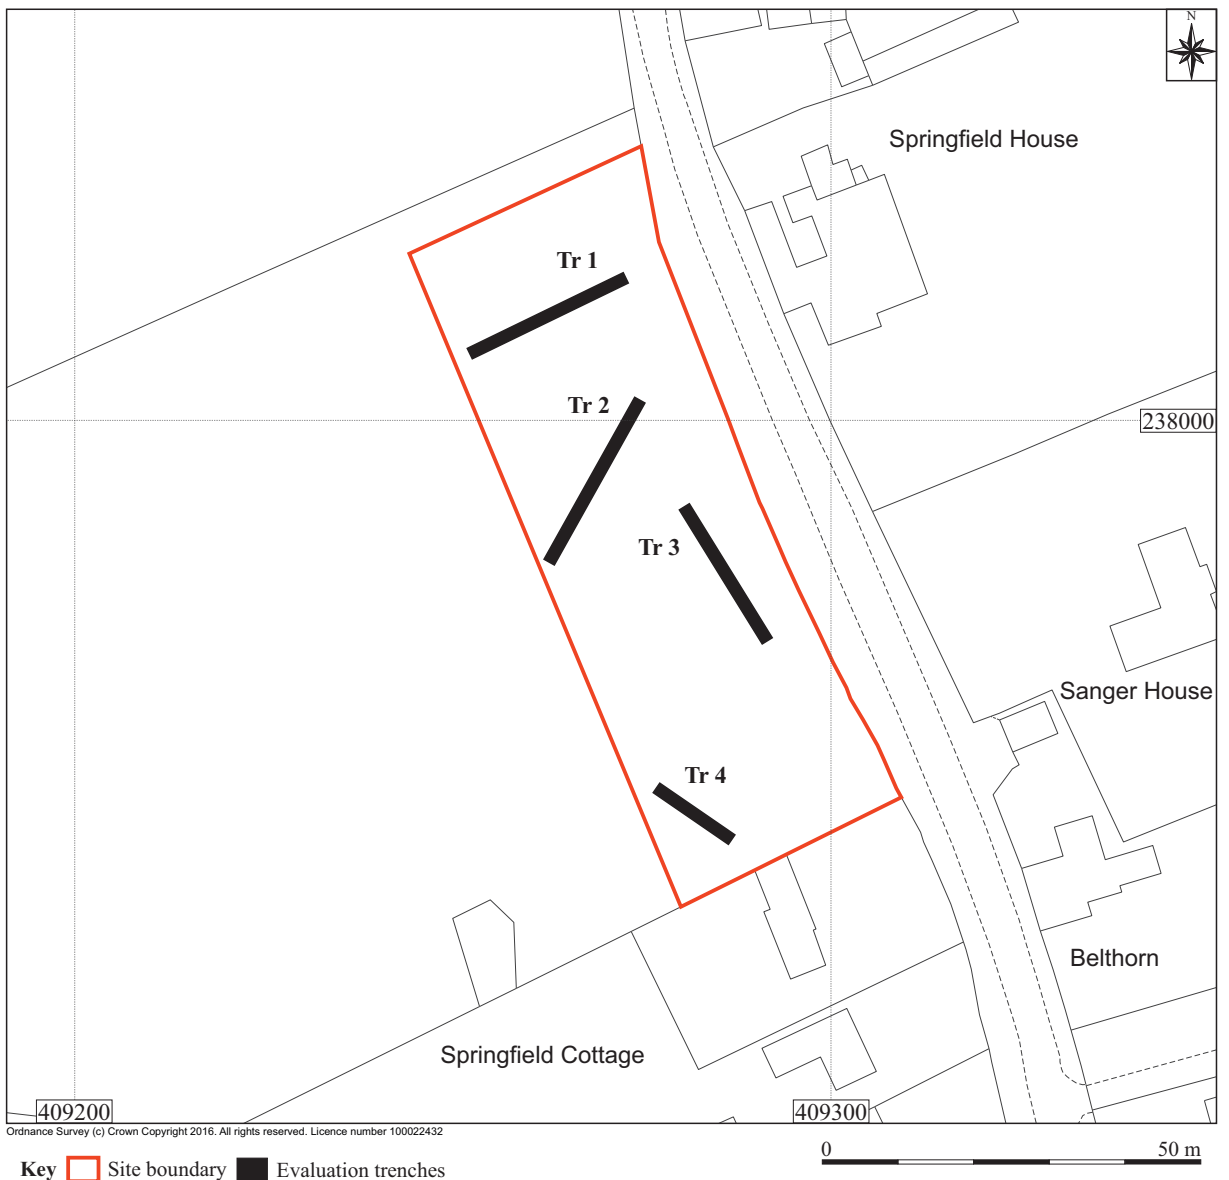 N
Springfield House
Tr 1
Tr 2
238000
Tr 3
Sanger House
Tr 4
Belthorn
Springfield Cottage
409200
409300
Ordnance Survey (c) Crown Copyright 2016. All rights reserved. Licence number 100022432
0 50 m
Key Site boundary Evaluation trenches